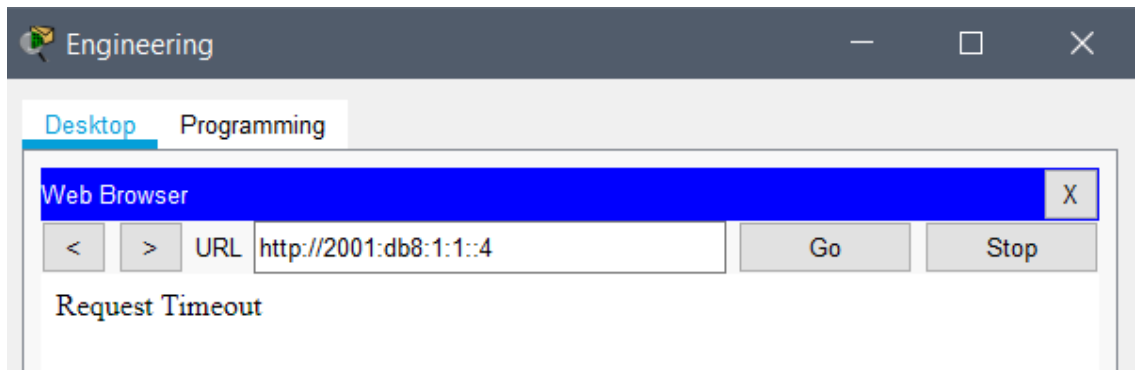 Engineering
Desktop Programming
Web Browser X
< > URL http://2001:db8:1:1::4 Go Stop
Request Timeout